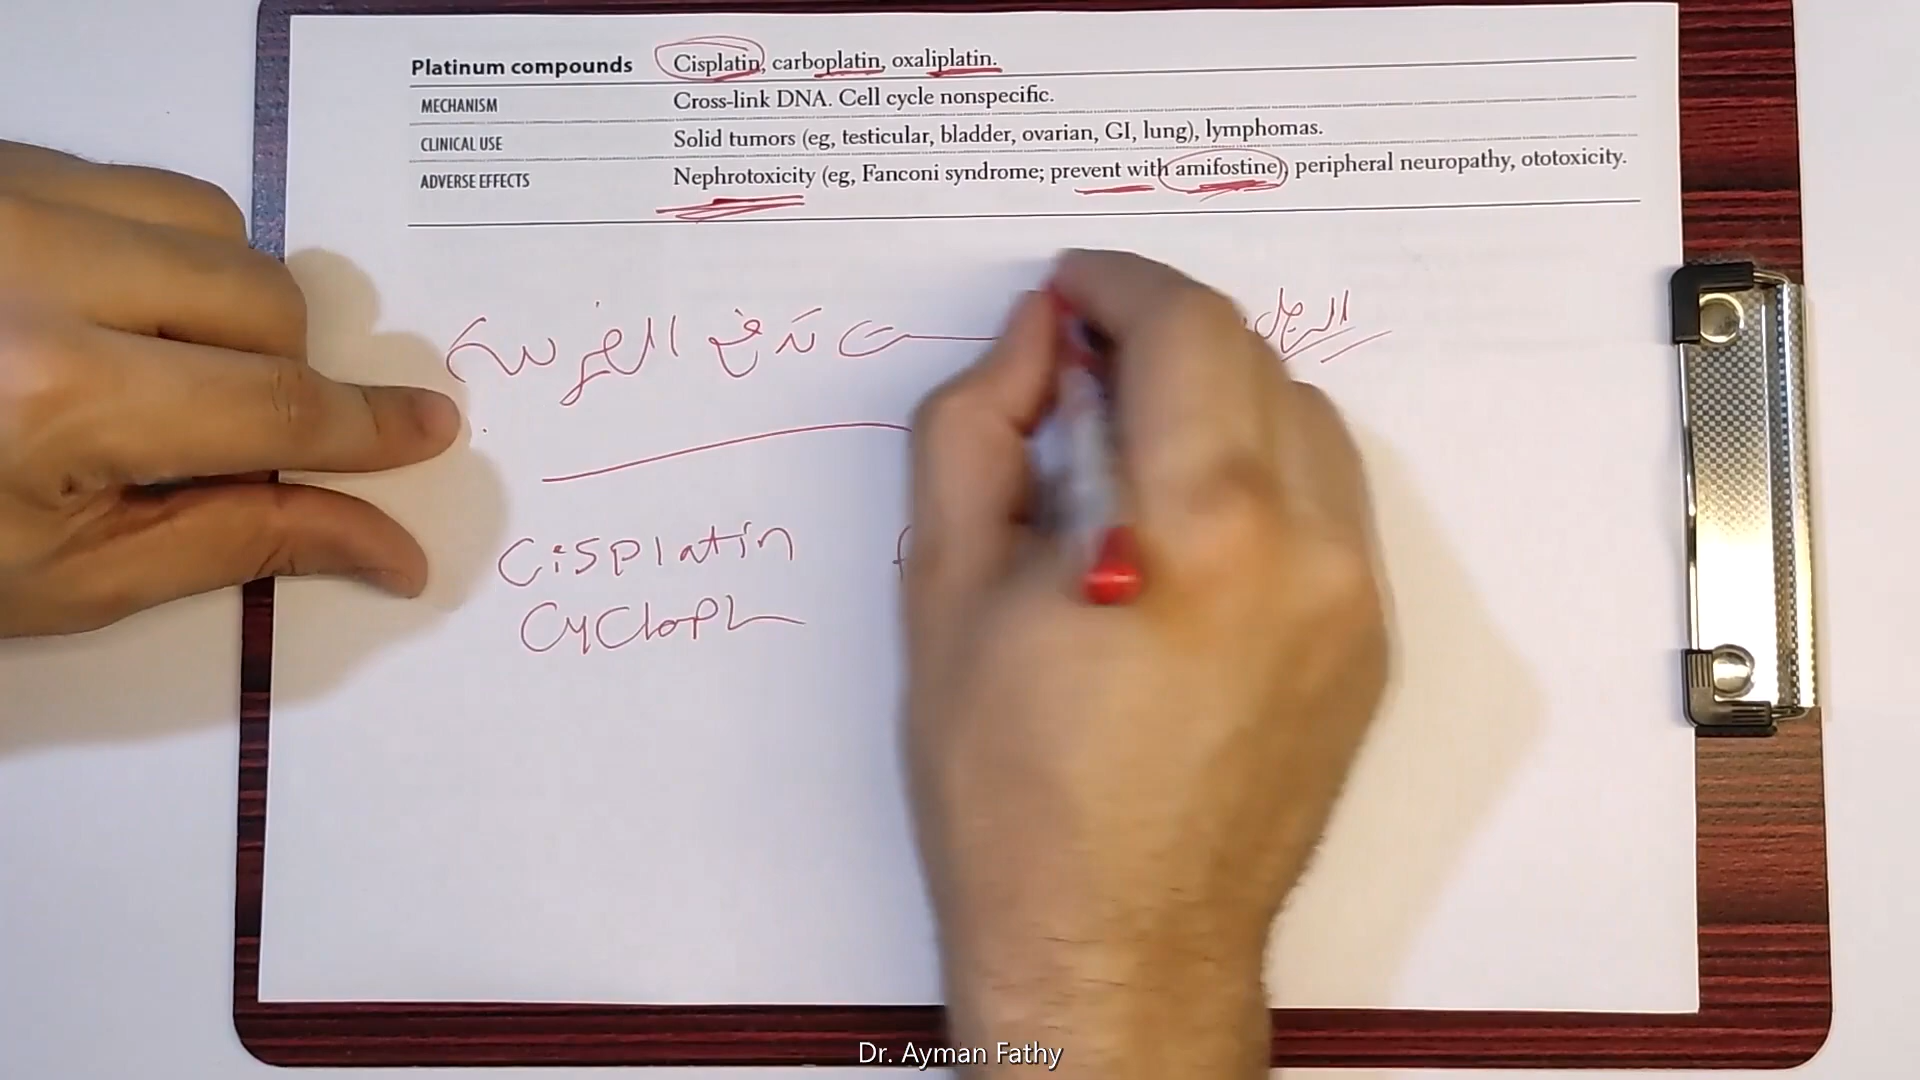 Platinum compounds Cisplatin, carboplatin, oxaliplatin.
MECHANISM Cross-link DNA. Cell cycle nonspecific.
CLINICAL USE Solid tumors (eg, testicular, bladder, ovarian, GI, lung), lymphomas.
ADVERSE EFFECTS Nephrotoxicity (eg, Fanconi syndrome; prevent with amifostine), peripheral neuropathy, ototoxicity.
تدفع الضريبة
Cisplatin
Cycloph
Dr. Ayman Fathy